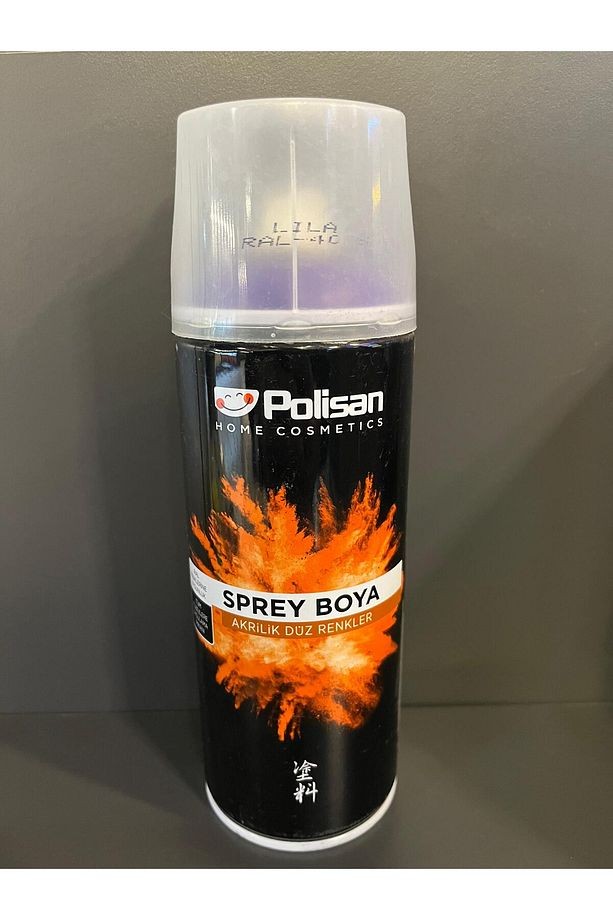 LILA
Polisan
HOME COSMETICS
SPREY BOYA
AKRİLİK DÜZ RENKLER
塗
料